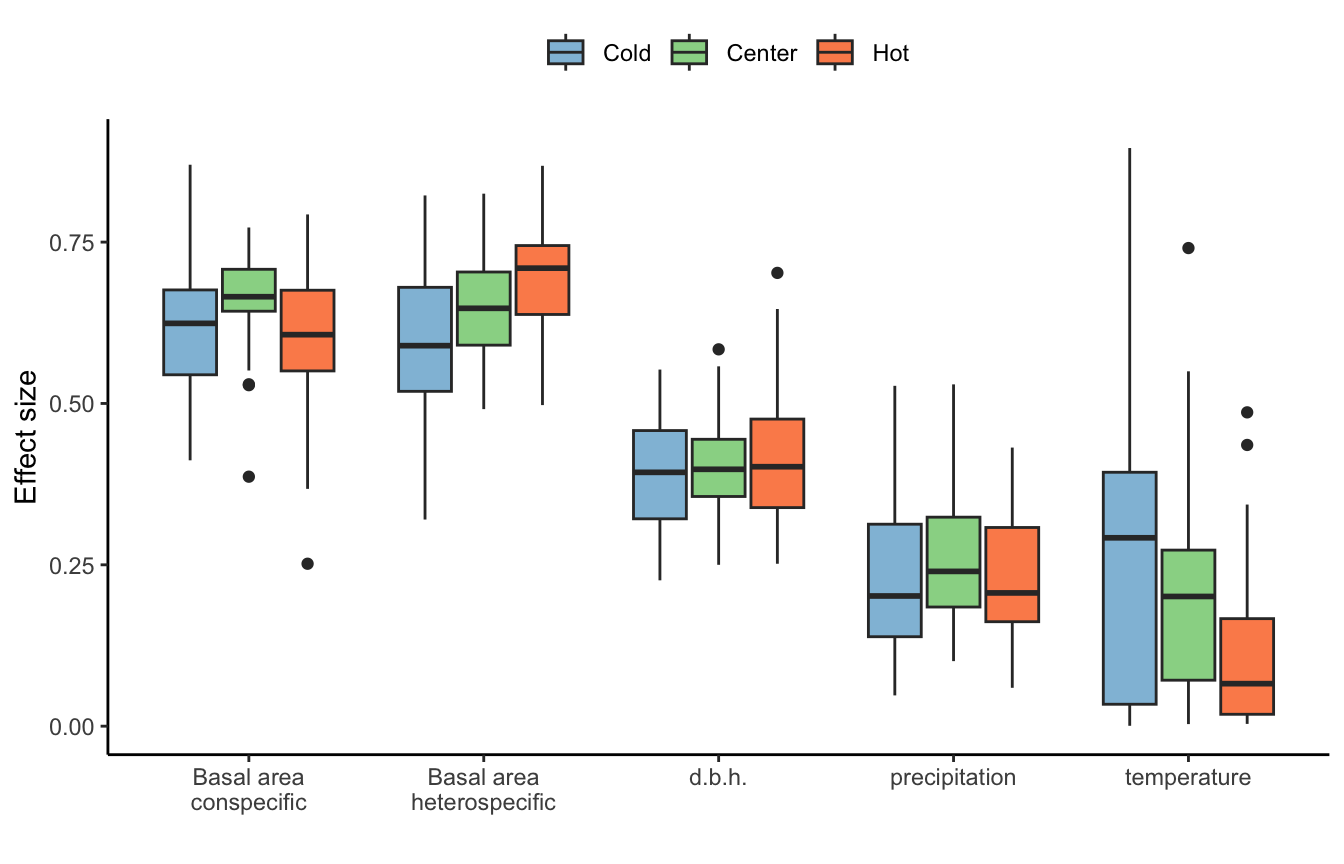 Cold Center Hot
Effect size
0.75
0.50
0.25
0.00
Basal area
conspecific
Basal area
heterospecific
d.b.h.
precipitation
temperature